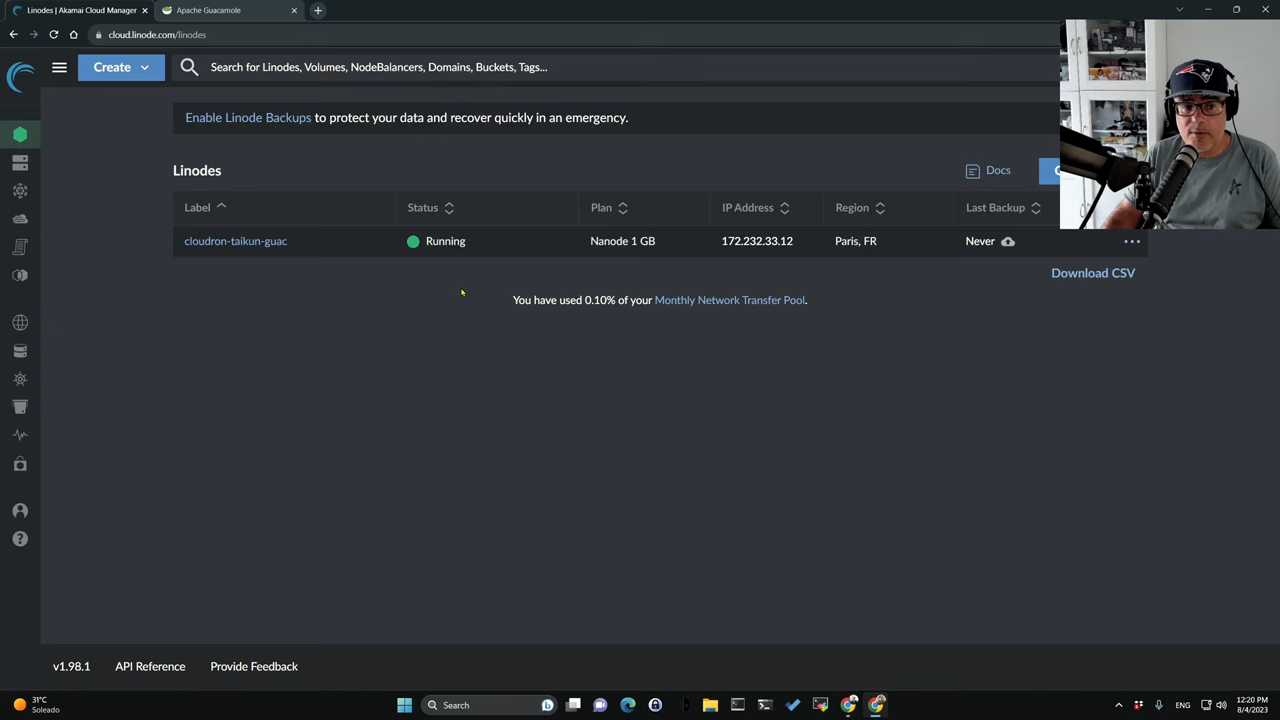 Linodes | Akamai Cloud Manager
Apache Guacamole
cloud.linode.com/linodes
Create
Search for Linodes, Volumes, NodeBalancers, Domains, Buckets, Tags...
Enable Linode Backups to protect your data and recover quickly in an emergency.
Linodes
Docs
Label Status Plan IP Address Region Last Backup
cloudron-taikun-guac Running Nanode 1 GB 172.232.33.12 Paris, FR Never
Download CSV
You have used 0.10% of your Monthly Network Transfer Pool.
v1.98.1 API Reference Provide Feedback
31°C
Soleado
Search
ENG
12:20 PM
8/4/2023